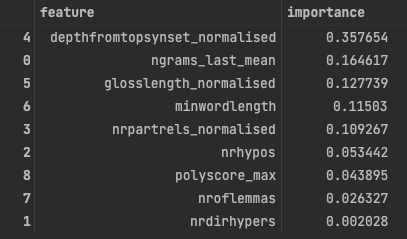 feature importance
4 depthfromtopsynset_normalised 0.357654
0 ngrams_last_mean 0.164617
5 glosslength_normalised 0.127739
6 minwordlength 0.11503
3 nrpartrels_normalised 0.109267
2 nrhypos 0.053442
8 polyscore_max 0.043895
7 nroflemmas 0.026327
1 nrdirhypers 0.002028